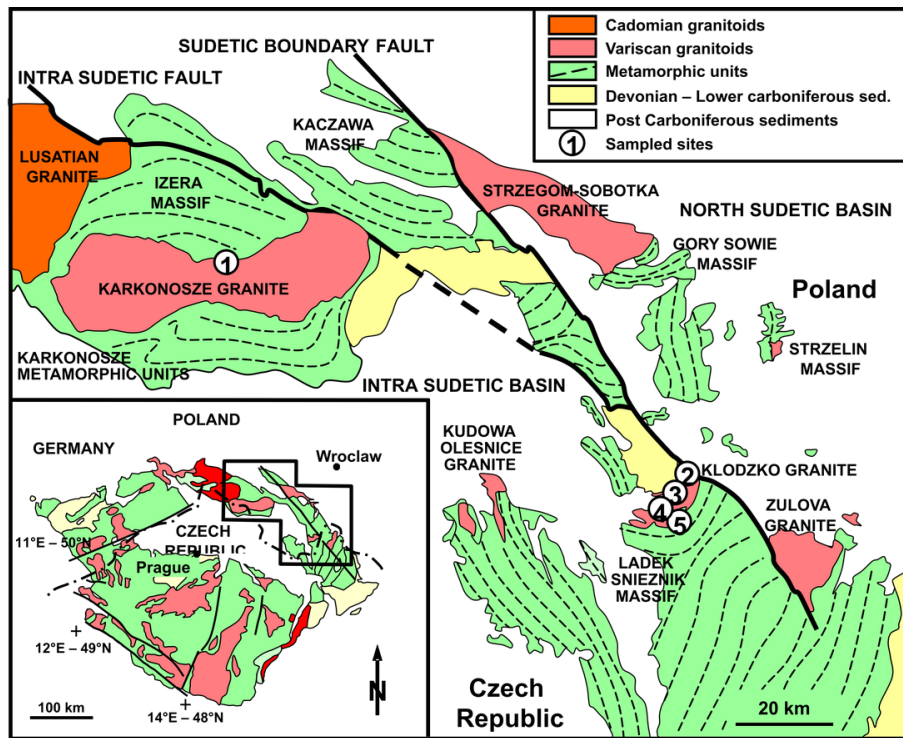 SUDETIC BOUNDARY FAULT
INTRA SUDETIC FAULT
Cadomian granitoids
Variscan granitoids
Metamorphic units
Devonian – Lower carboniferous sed.
Post Carboniferous sediments
1 Sampled sites
KACZAWA
MASSIF
LUSATIAN
GRANITE
IZERA
MASSIF
STRZEGOM-SOBOTKA
GRANITE
NORTH SUDETIC BASIN
GORY SOWIE
MASSIF
1
KARKONOSZE GRANITE
Poland
STRZELIN
MASSIF
KARKONOSZE
METAMORPHIC UNITS
INTRA SUDETIC BASIN
KUDOWA
OLESNICE
GRANITE
2
KLODZKO GRANITE
3
4
5
ZULOVA
GRANITE
LADEK
SNIEZNIK
MASSIF
Czech
Republic
20 km
POLAND
GERMANY
Wroclaw
11°E – 50°N
CZECH
REPUBLIC
Prague
12°E – 49°N
N
100 km
14°E – 48°N